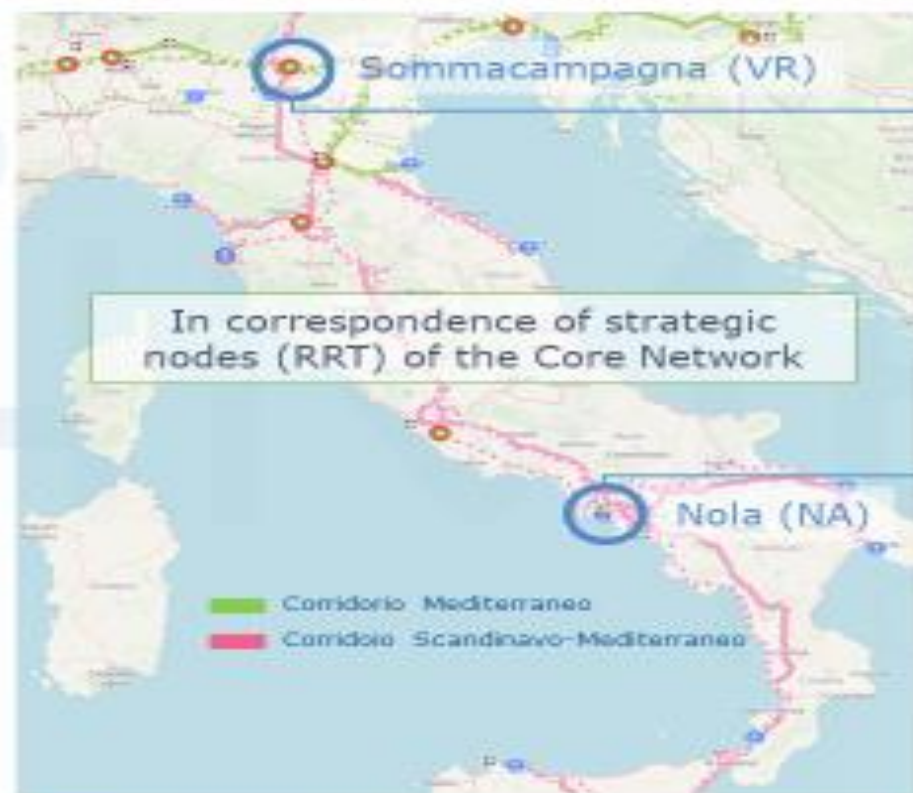 Sommacampagna (VR)
In correspondence of strategic
nodes (RRT) of the Core Network
Nola (NA)
Corridorio Mediterraneo
Corridoio Scandinavo-Mediterraneo